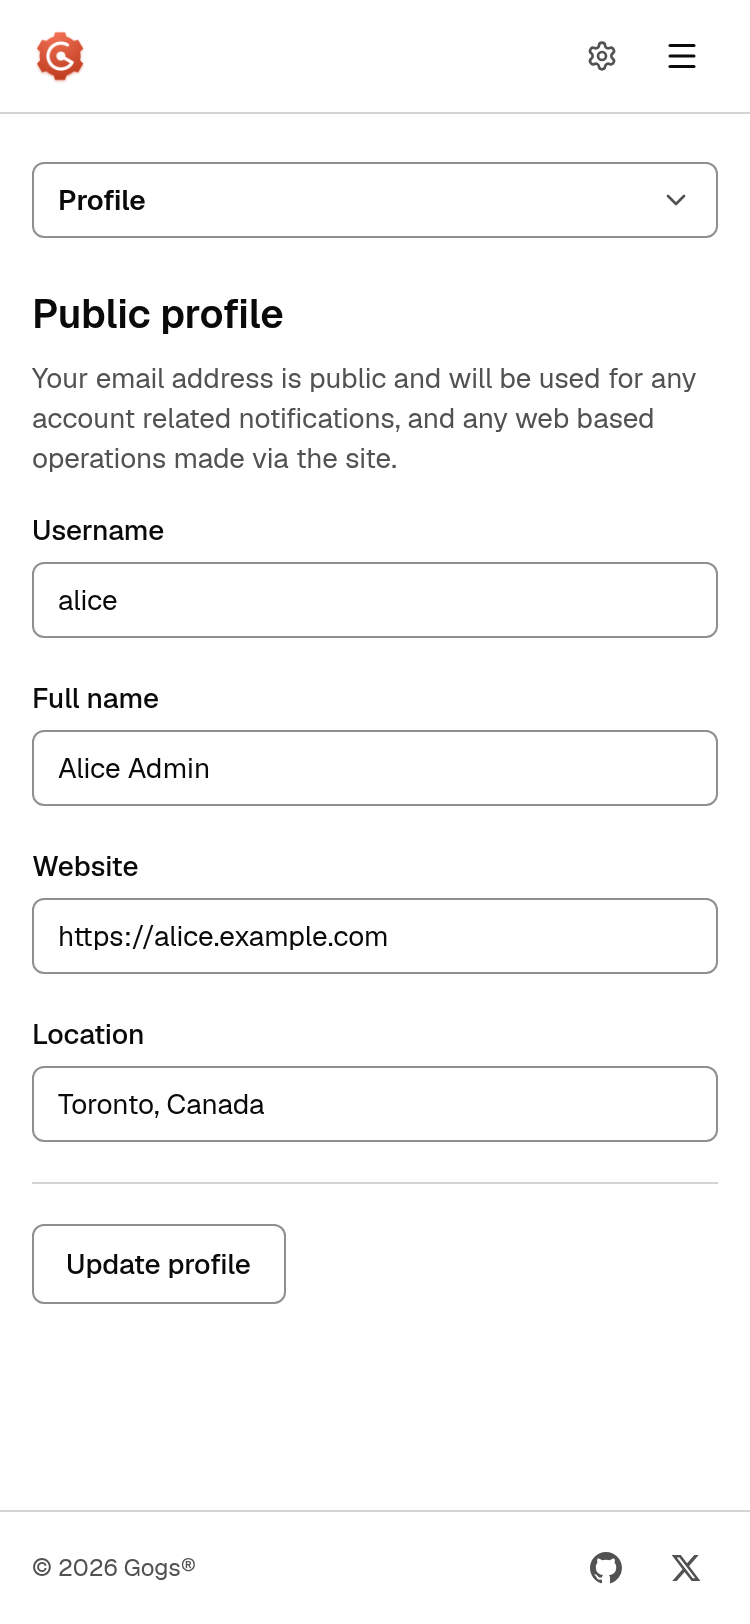 Profile
Public profile
Your email address is public and will be used for any
account related notifications, and any web based
operations made via the site.
Username
alice
Full name
Alice Admin
Website
https://alice.example.com
Location
Toronto, Canada
Update profile
© 2026 Gogs®